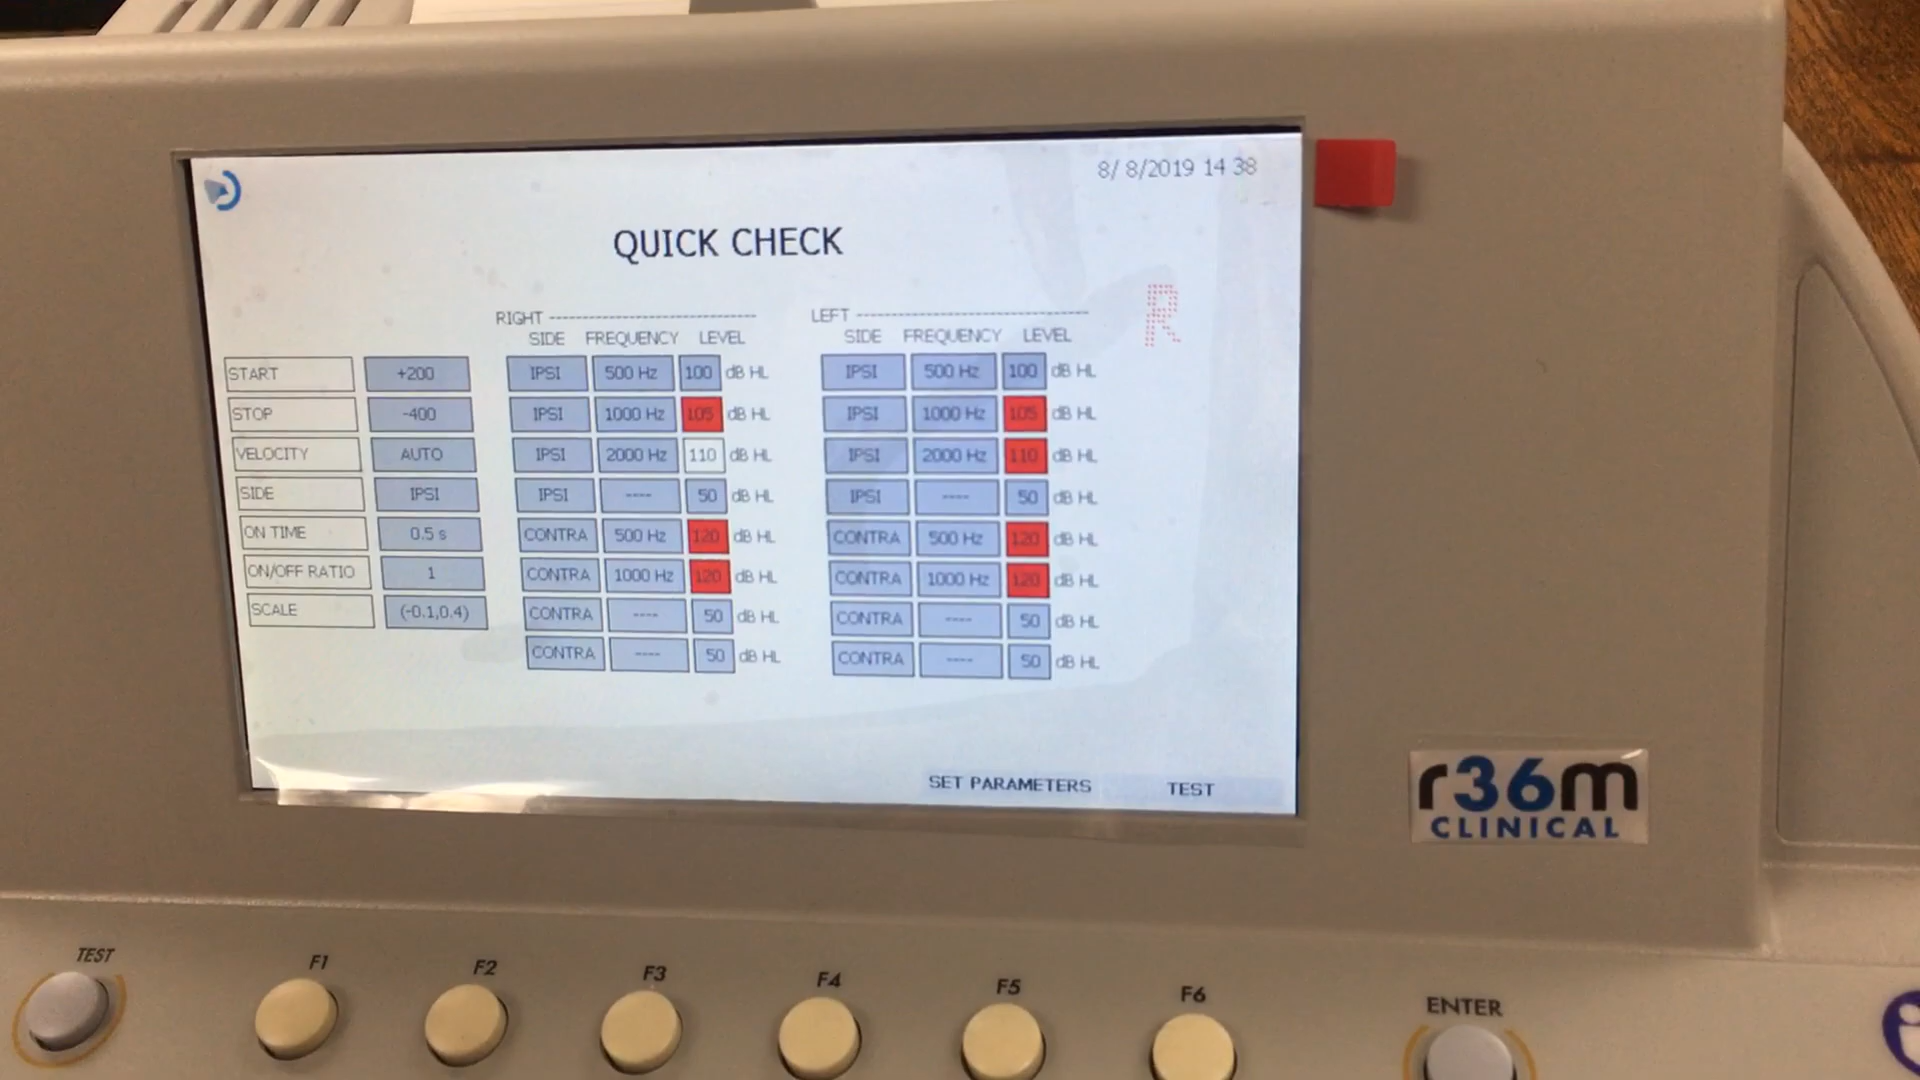 8/ 8/2019 14 38
QUICK CHECK
R
RIGHT ---------------------------- LEFT ----------------------------
SIDE FREQUENCY LEVEL SIDE FREQUENCY LEVEL
START +200 IPSI 500 Hz 100 dB HL IPSI 500 Hz 100 dB HL
STOP -400 IPSI 1000 Hz 105 dB HL IPSI 1000 Hz 105 dB HL
VELOCITY AUTO IPSI 2000 Hz 110 dB HL IPSI 2000 Hz 110 dB HL
SIDE IPSI IPSI ---- 50 dB HL IPSI ---- 50 dB HL
ON TIME 0.5 s CONTRA 500 Hz 120 dB HL CONTRA 500 Hz 120 dB HL
ON/OFF RATIO 1 CONTRA 1000 Hz 120 dB HL CONTRA 1000 Hz 120 dB HL
SCALE (-0.1,0.4) CONTRA ---- 50 dB HL CONTRA ---- 50 dB HL
CONTRA ---- 50 dB HL CONTRA ---- 50 dB HL
SET PARAMETERS TEST
r36m
CLINICAL
TEST F1 F2 F3 F4 F5 F6 ENTER